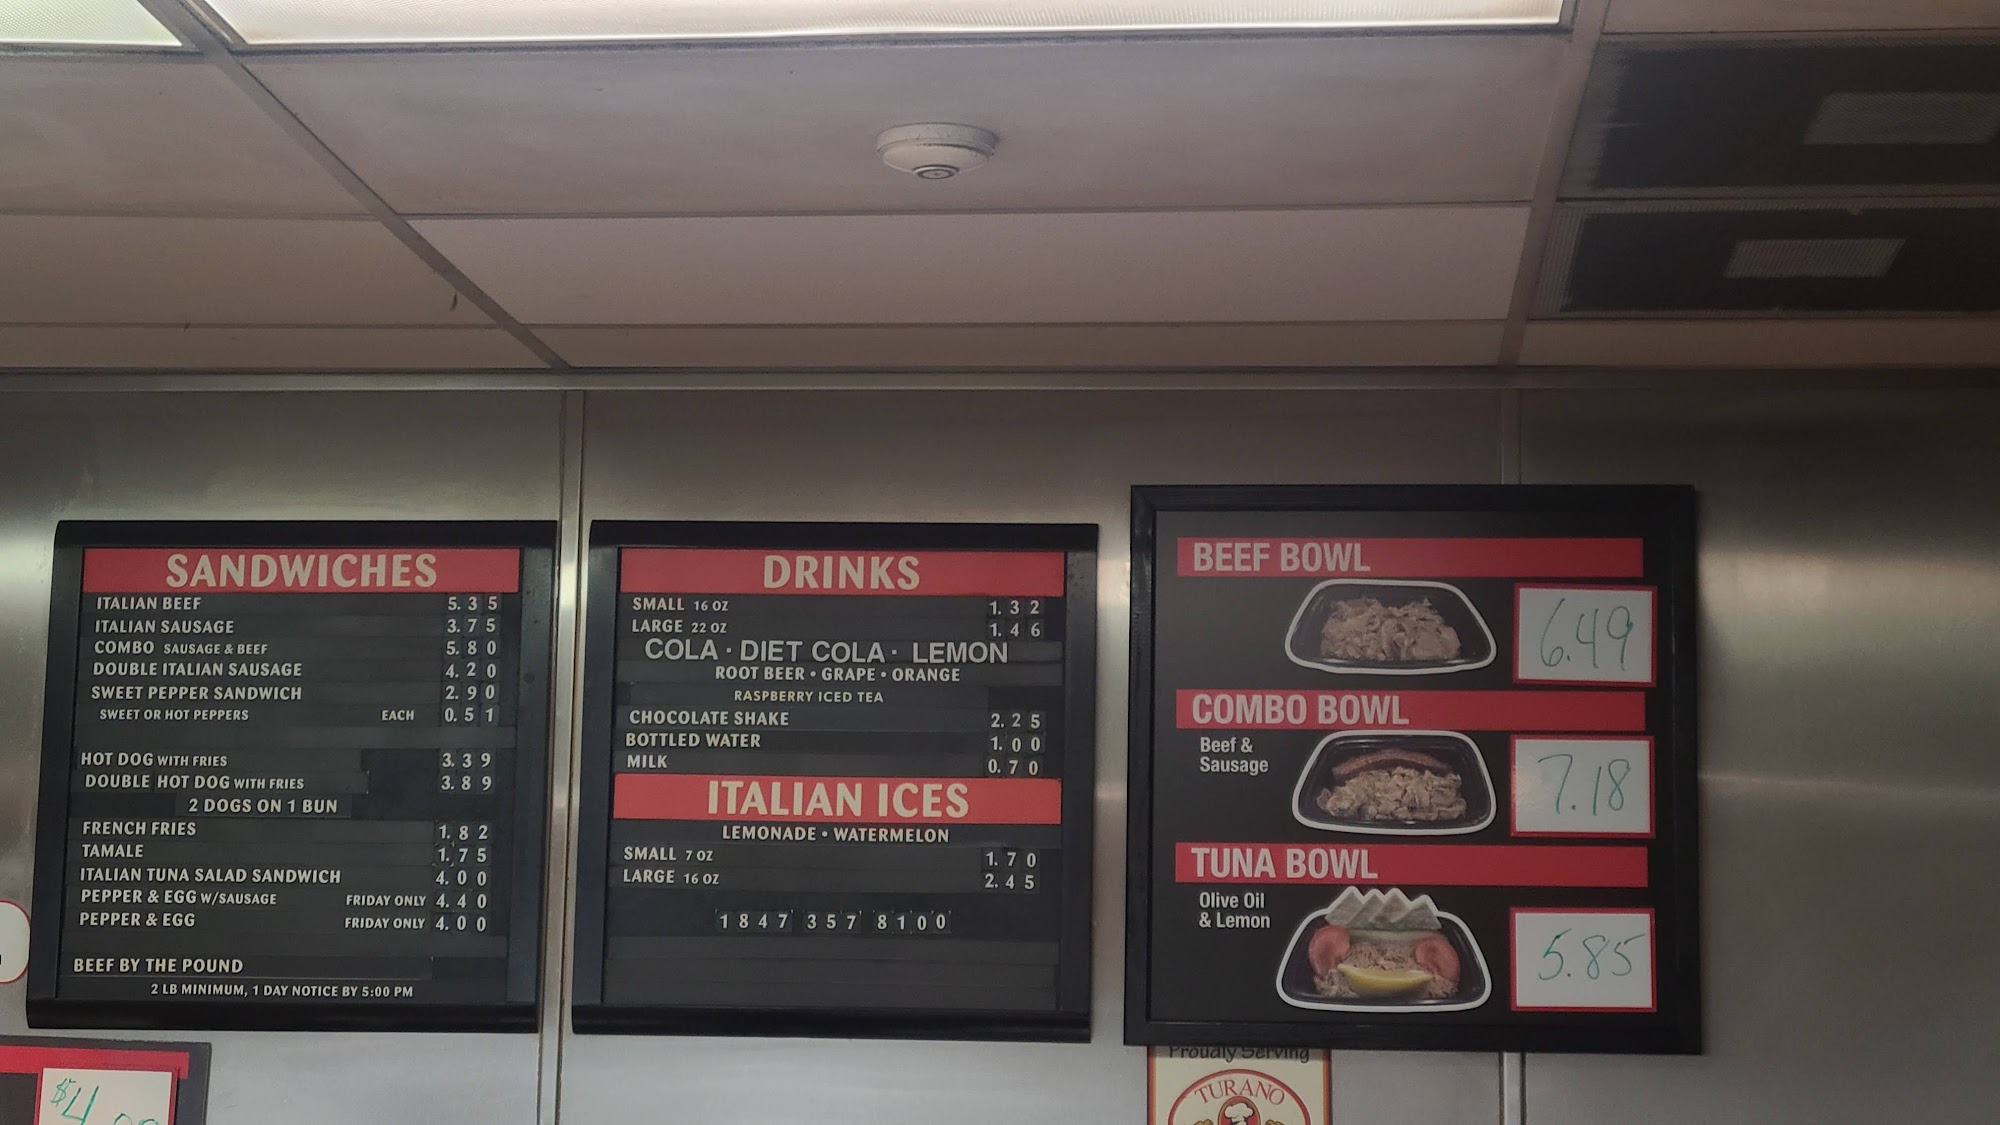 SANDWICHES
ITALIAN BEEF 5.35
ITALIAN SAUSAGE 3.75
COMBO SAUSAGE & BEEF 5.80
DOUBLE ITALIAN SAUSAGE 4.20
SWEET PEPPER SANDWICH 2.90
SWEET OR HOT PEPPERS EACH 0.51
HOT DOG WITH FRIES 3.39
DOUBLE HOT DOG WITH FRIES 3.89
2 DOGS ON 1 BUN
FRENCH FRIES 1.82
TAMALE 1.75
ITALIAN TUNA SALAD SANDWICH 4.00
PEPPER & EGG W/SAUSAGE FRIDAY ONLY 4.40
PEPPER & EGG FRIDAY ONLY 4.00
BEEF BY THE POUND
2 LB MINIMUM, 1 DAY NOTICE BY 5:00 PM
DRINKS
SMALL 16 OZ 1.32
LARGE 22 OZ 1.46
COLA · DIET COLA · LEMON
ROOT BEER • GRAPE • ORANGE
RASPBERRY ICED TEA
CHOCOLATE SHAKE 2.25
BOTTLED WATER 1.00
MILK 0.70
ITALIAN ICES
LEMONADE • WATERMELON
SMALL 7 OZ 1.70
LARGE 16 OZ 2.45
1847 357 8100
BEEF BOWL
6.49
COMBO BOWL
Beef &
Sausage
7.18
TUNA BOWL
Olive Oil
& Lemon
5.85
Proudly Serving
TURANO